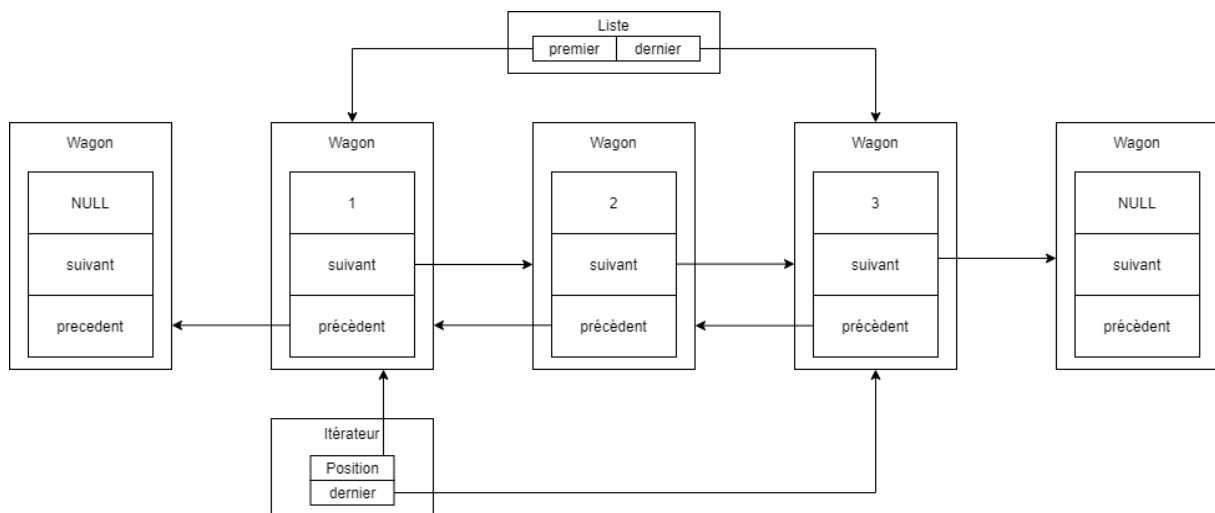 Liste
premier dernier
Wagon Wagon Wagon Wagon Wagon
NULL 1 2 3 NULL
suivant suivant suivant suivant suivant
precedent précèdent précèdent précèdent précèdent
Itérateur
Position
dernier